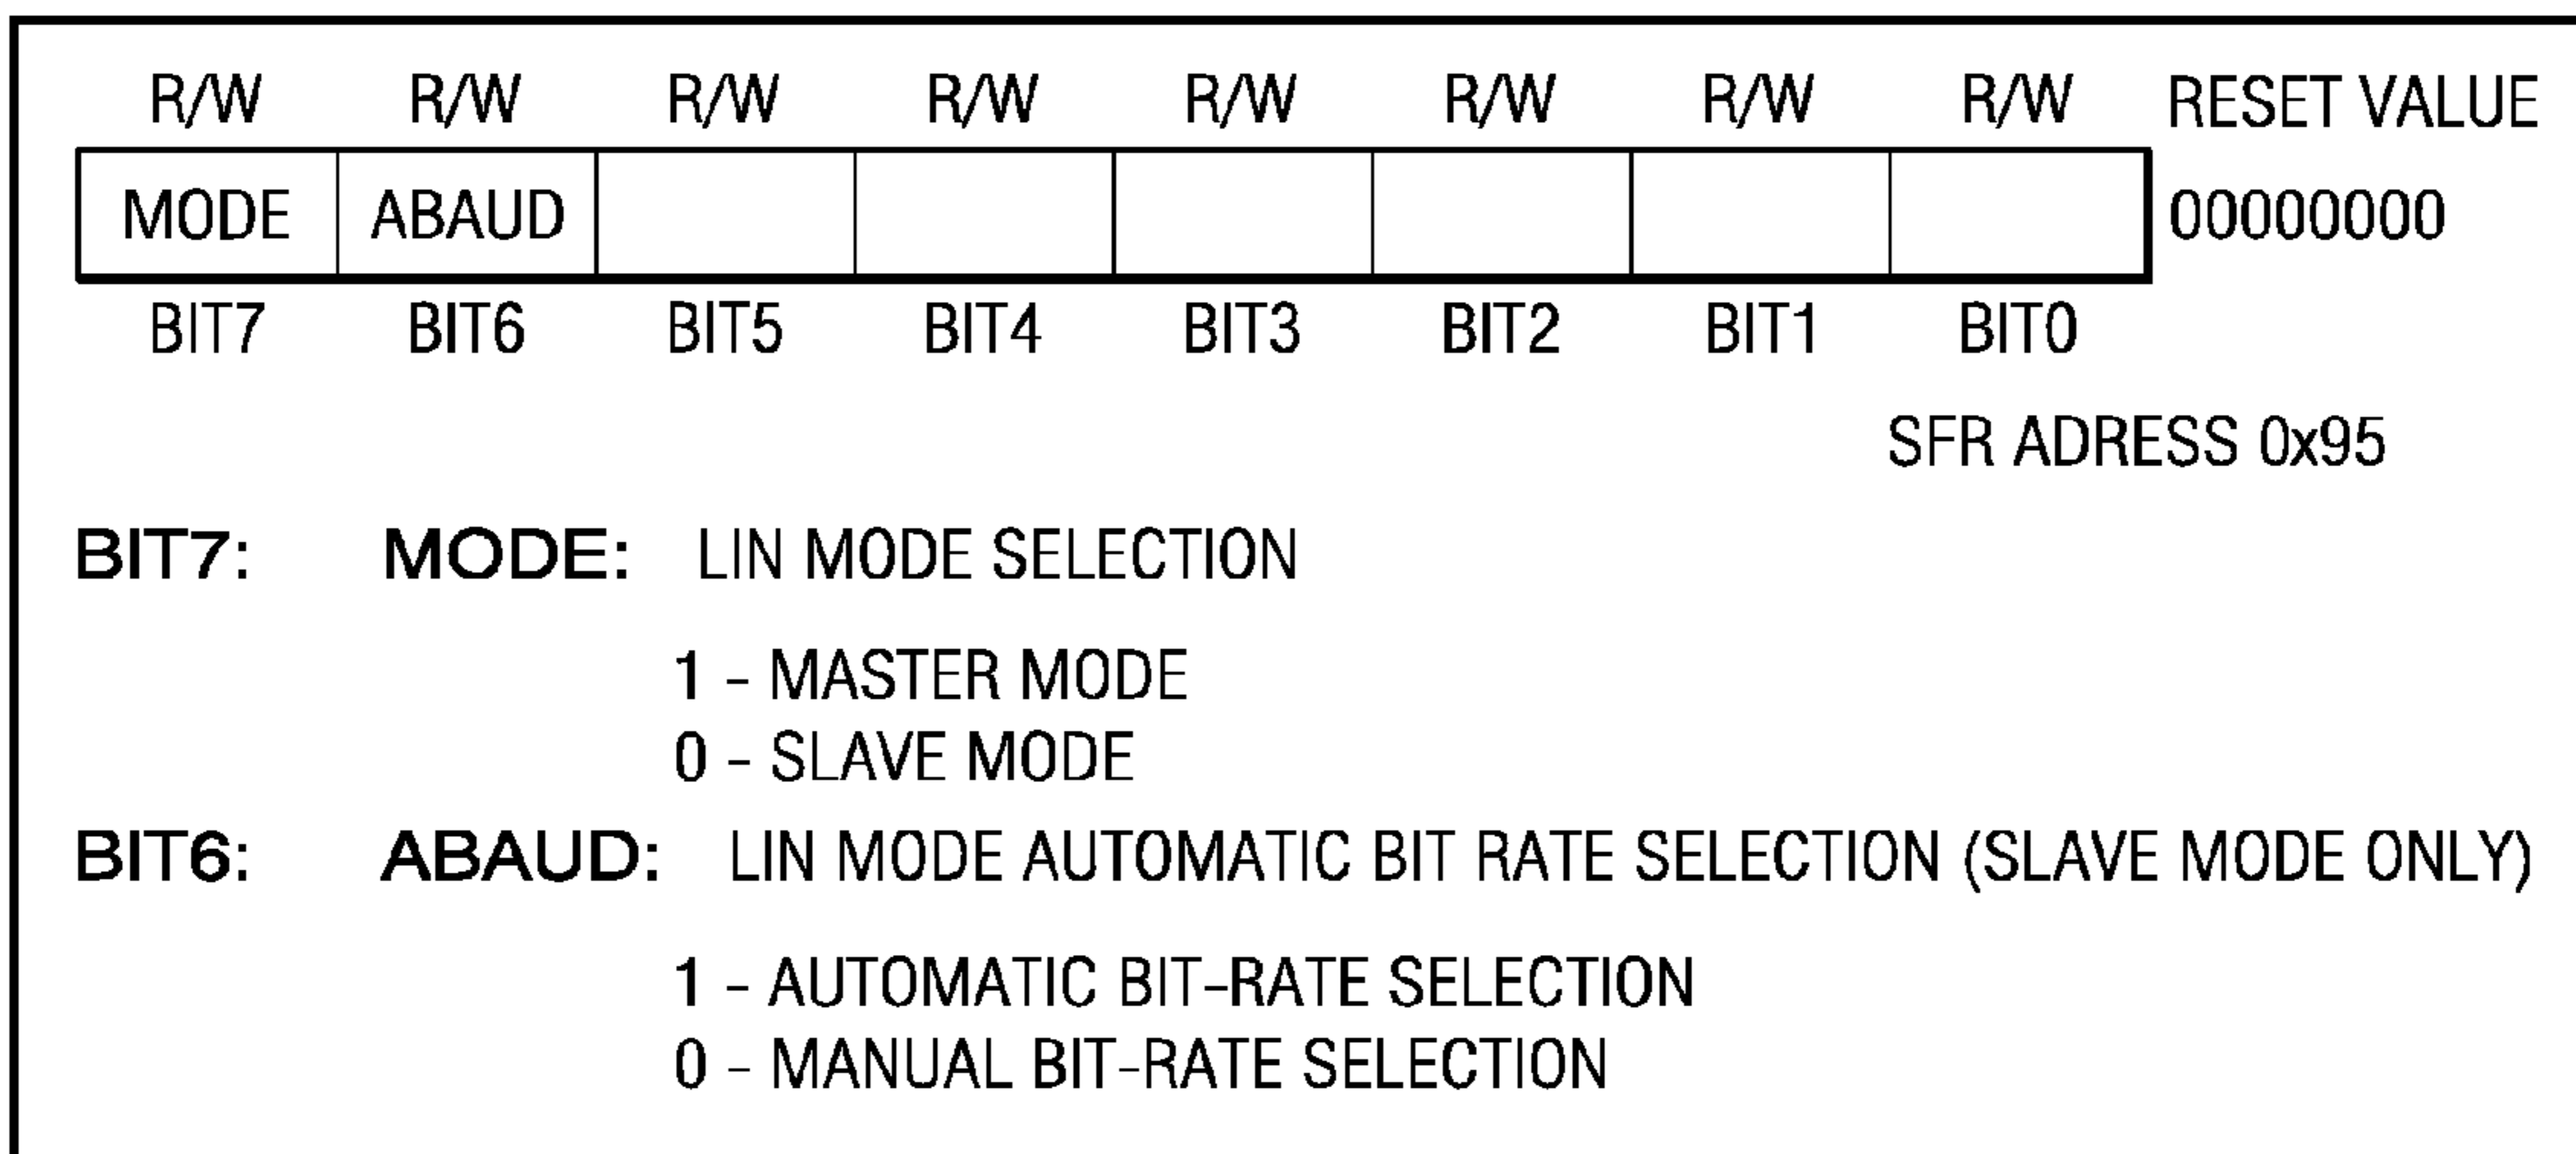 R/W R/W R/W R/W R/W R/W R/W R/W RESET VALUE
MODE ABAUD 00000000
BIT7 BIT6 BIT5 BIT4 BIT3 BIT2 BIT1 BIT0
SFR ADRESS 0x95
BIT7: MODE: LIN MODE SELECTION
1 - MASTER MODE
0 - SLAVE MODE
BIT6: ABAUD: LIN MODE AUTOMATIC BIT RATE SELECTION (SLAVE MODE ONLY)
1 - AUTOMATIC BIT-RATE SELECTION
0 - MANUAL BIT-RATE SELECTION